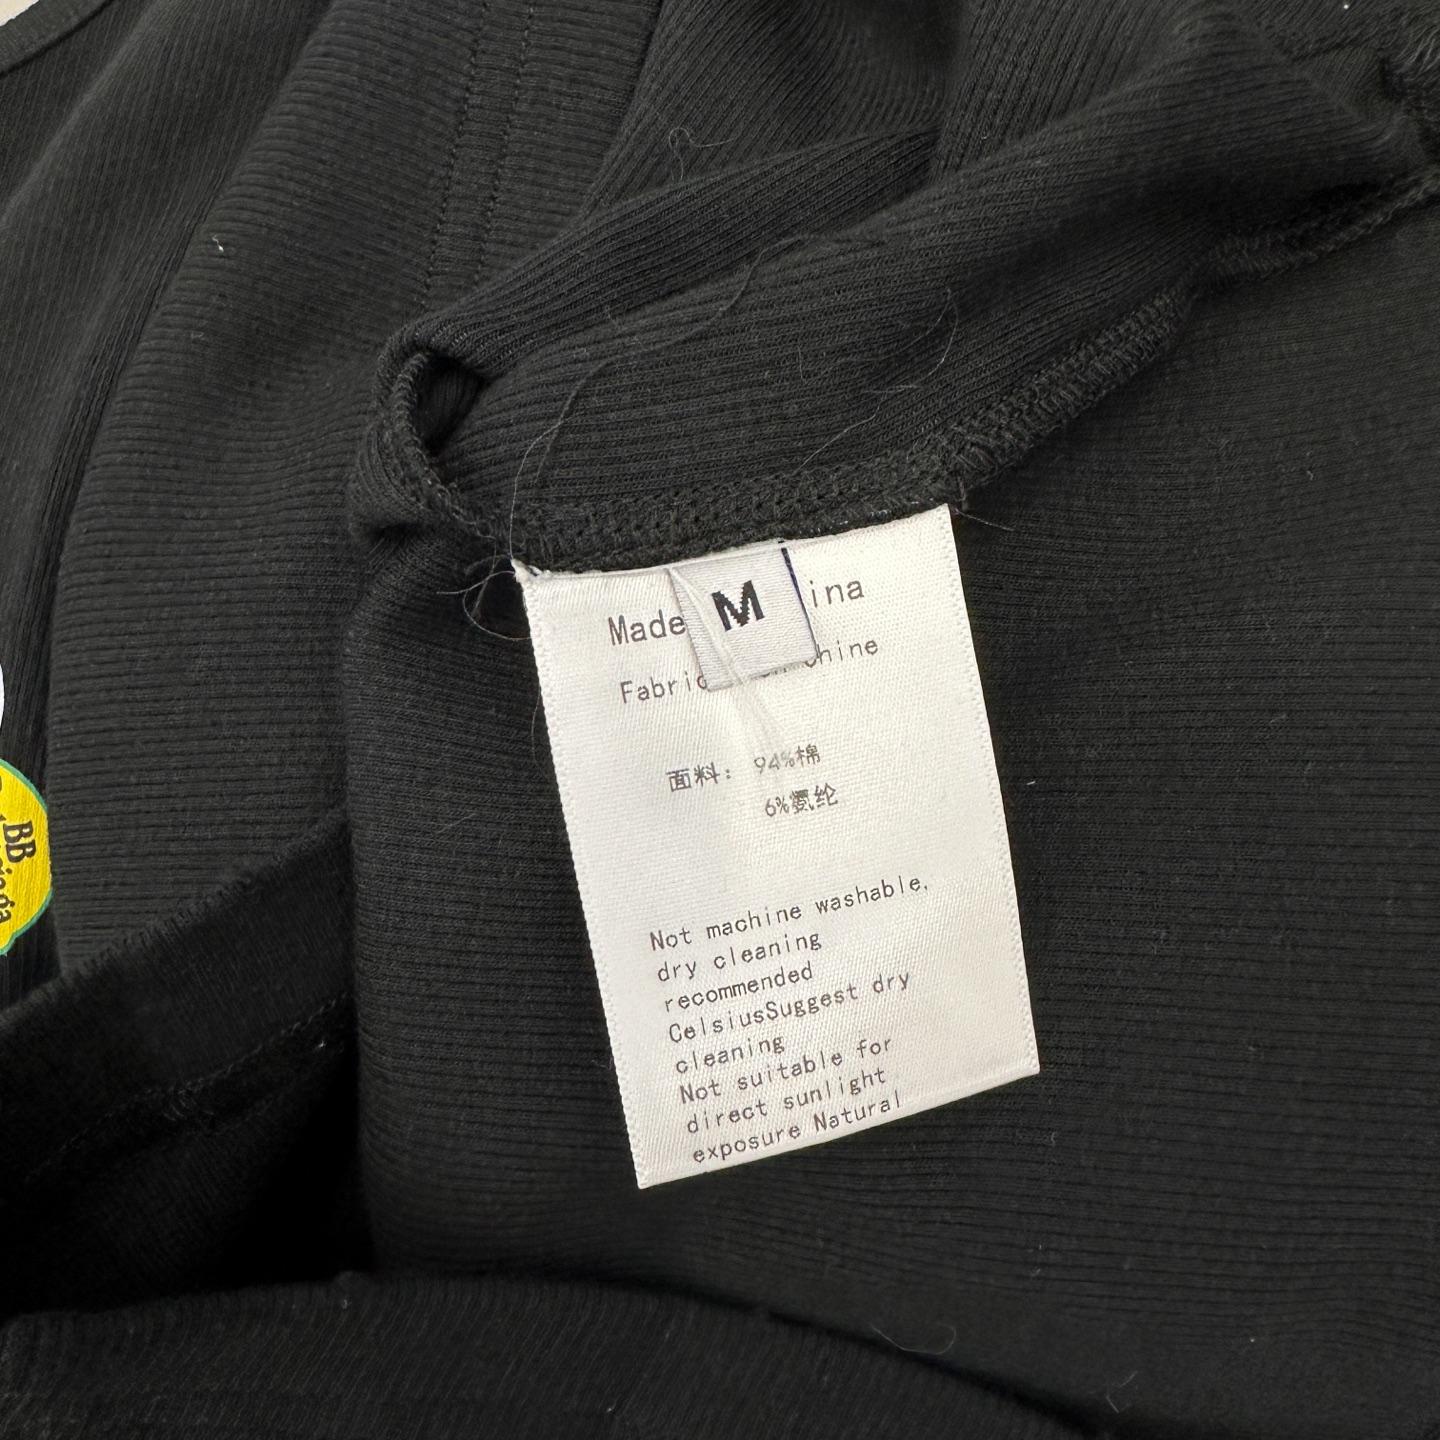 M
Made ina
Fabric hine
面料: 94%棉
6%氨纶
Not machine washable,
dry cleaning
recommended
CelsiusSuggest dry
cleaning
Not suitable for
direct sunlight
exposure Natural
BB